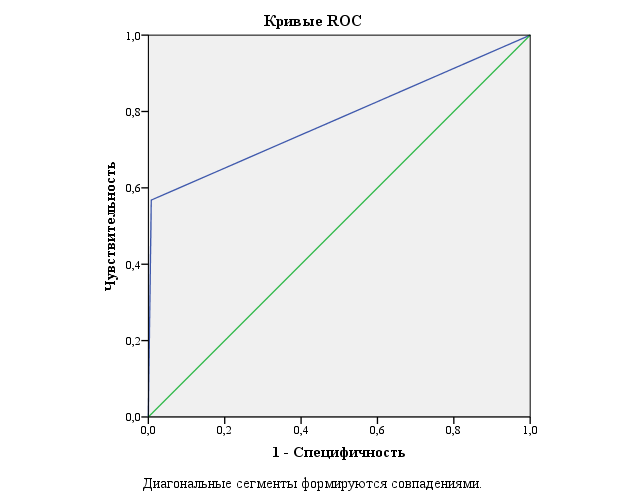 Кривые ROC
1,0
0,8
0,6
0,4
0,2
0,0
Чувствительность
0,0 0,2 0,4 0,6 0,8 1,0
1 - Специфичность
Диагональные сегменты формируются совпадениями.